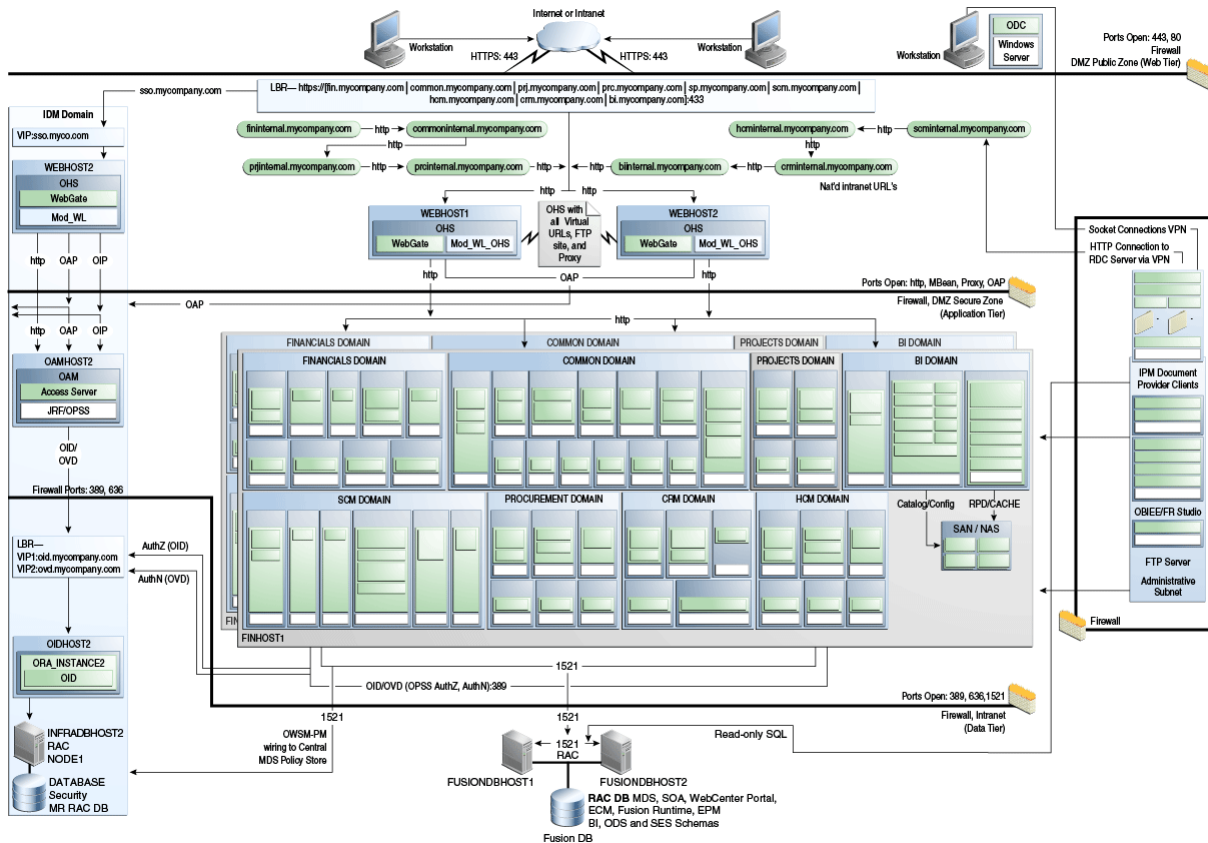 Internet or Intranet
Workstation
HTTPS: 443
HTTPS: 443
Workstation
Workstation
ODC
Windows
Server
Ports Open: 443, 80
Firewall
DMZ Public Zone (Web Tier)
sso.mycompany.com
LBR— https://[fin.mycompany.com | common.mycompany.com | prj.mycompany.com | prc.mycompany.com | sp.mycompany.com | scm.mycompany.com |
hcm.mycompany.com | crm.mycompany.com | bi.mycompany.com]:433
IDM Domain
VIP:sso.myco.com
fininternal.mycompany.com
http
commoninternal.mycompany.com
hcminternal.mycompany.com
http
scminternal.mycompany.com
prjinternal.mycompany.com
http
prcinternal.mycompany.com
http
biinternal.mycompany.com
http
crminternal.mycompany.com
Nat'd intranet URL's
WEBHOST2
OHS
WebGate
Mod_WL
http
http
WEBHOST1
OHS
WebGate
Mod_WL_OHS
OHS with
all Virtual
URLs, FTP
site, and
Proxy
WEBHOST2
OHS
WebGate
Mod_WL_OHS
Socket Connections VPN
HTTP Connection to
RDC Server via VPN
http
OAP
OIP
http
OAP
http
Ports Open: http, MBean, Proxy, OAP
OAP
Firewall, DMZ Secure Zone
(Application Tier)
http
OAP
OIP
http
FINANCIALS DOMAIN
COMMON DOMAIN
PROJECTS DOMAIN
BI DOMAIN
FINANCIALS DOMAIN
COMMON DOMAIN
PROJECTS DOMAIN
BI DOMAIN
OAMHOST2
OAM
Access Server
JRF/OPSS
IPM Document
Provider Clients
OID/
OVD
Firewall Ports: 389, 636
SCM DOMAIN
PROCUREMENT DOMAIN
CRM DOMAIN
HCM DOMAIN
Catalog/Config
RPD/CACHE
SAN / NAS
OBIEE/FR Studio
LBR—
VIP1:oid.mycompany.com
VIP2:ovd.mycompany.com
AuthZ (OID)
AuthN (OVD)
FTP Server
Administrative
Subnet
FIN
FINHOST1
Firewall
OIDHOST2
ORA_INSTANCE2
OID
1521
OID/OVD (OPSS AuthZ, AuthN):389
Ports Open: 389, 636,1521
1521
1521
Firewall, Intranet
(Data Tier)
INFRADBHOST2
RAC
NODE1
OWSM-PM
wiring to Central
MDS Policy Store
1521
RAC
Read-only SQL
FUSIONDBHOST1
FUSIONDBHOST2
DATABASE
Security
MR RAC DB
RAC DB MDS, SOA, WebCenter Portal,
ECM, Fusion Runtime, EPM
BI, ODS and SES Schemas
Fusion DB